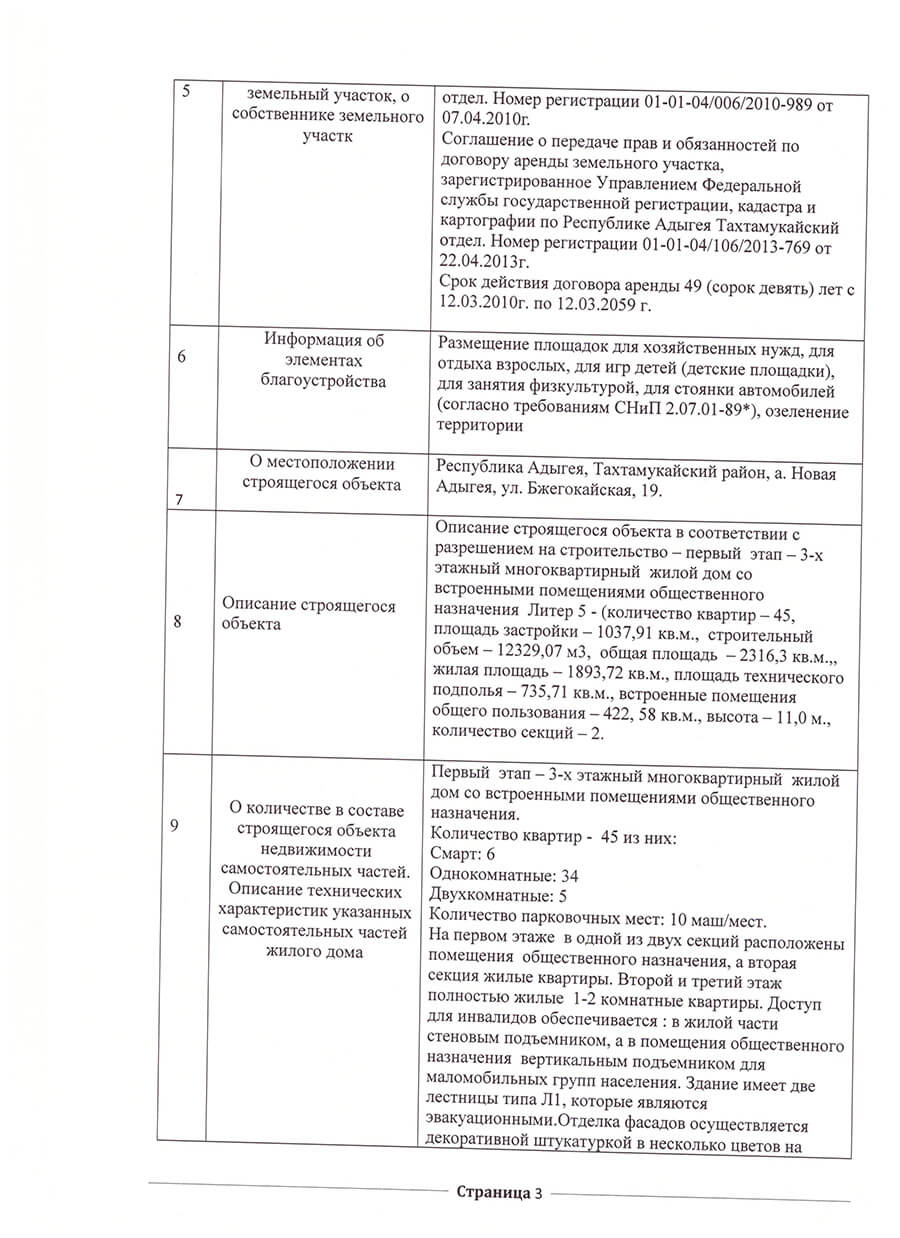 5
земельный участок, о
собственнике земельного
участк
отдел. Номер регистрации 01-01-04/006/2010-989 от
07.04.2010г.
Соглашение о передаче прав и обязанностей по
договору аренды земельного участка,
зарегистрированное Управлением Федеральной
службы государственной регистрации, кадастра и
картографии по Республике Адыгея Тахтамукайский
отдел. Номер регистрации 01-01-04/106/2013-769 от
22.04.2013г.
Срок действия договора аренды 49 (сорок девять) лет с
12.03.2010г. по 12.03.2059 г.
6
Информация об
элементах
благоустройства
Размещение площадок для хозяйственных нужд, для
отдыха взрослых, для игр детей (детские площадки),
для занятия физкультурой, для стоянки автомобилей
(согласно требованиям СНиП 2.07.01-89*), озеленение
территории
7
О местоположении
строящегося объекта
Республика Адыгея, Тахтамукайский район, а. Новая
Адыгея, ул. Бжегокайская, 19.
8
Описание строящегося
объекта
Описание строящегося объекта в соответствии с
разрешением на строительство – первый этап – 3-х
этажный многоквартирный жилой дом со
встроенными помещениями общественного
назначения Литер 5 - (количество квартир – 45,
площадь застройки – 1037,91 кв.м., строительный
объем – 12329,07 м3, общая площадь – 2316,3 кв.м.,,
жилая площадь – 1893,72 кв.м., площадь технического
подполья – 735,71 кв.м., встроенные помещения
общего пользования – 422, 58 кв.м., высота – 11,0 м.,
количество секций – 2.
9
О количестве в составе
строящегося объекта
недвижимости
самостоятельных частей.
Описание технических
характеристик указанных
самостоятельных частей
жилого дома
Первый этап – 3-х этажный многоквартирный жилой
дом со встроенными помещениями общественного
назначения.
Количество квартир - 45 из них:
Смарт: 6
Однокомнатные: 34
Двухкомнатные: 5
Количество парковочных мест: 10 маш/мест.
На первом этаже в одной из двух секций расположены
помещения общественного назначения, а вторая
секция жилые квартиры. Второй и третий этаж
полностью жилые 1-2 комнатные квартиры. Доступ
для инвалидов обеспечивается : в жилой части
стеновым подъемником, а в помещения общественного
назначения вертикальным подъемником для
маломобильных групп населения. Здание имеет две
лестницы типа Л1, которые являются
эвакуационными.Отделка фасадов осуществляется
декоративной штукатуркой в несколько цветов на
Страница 3